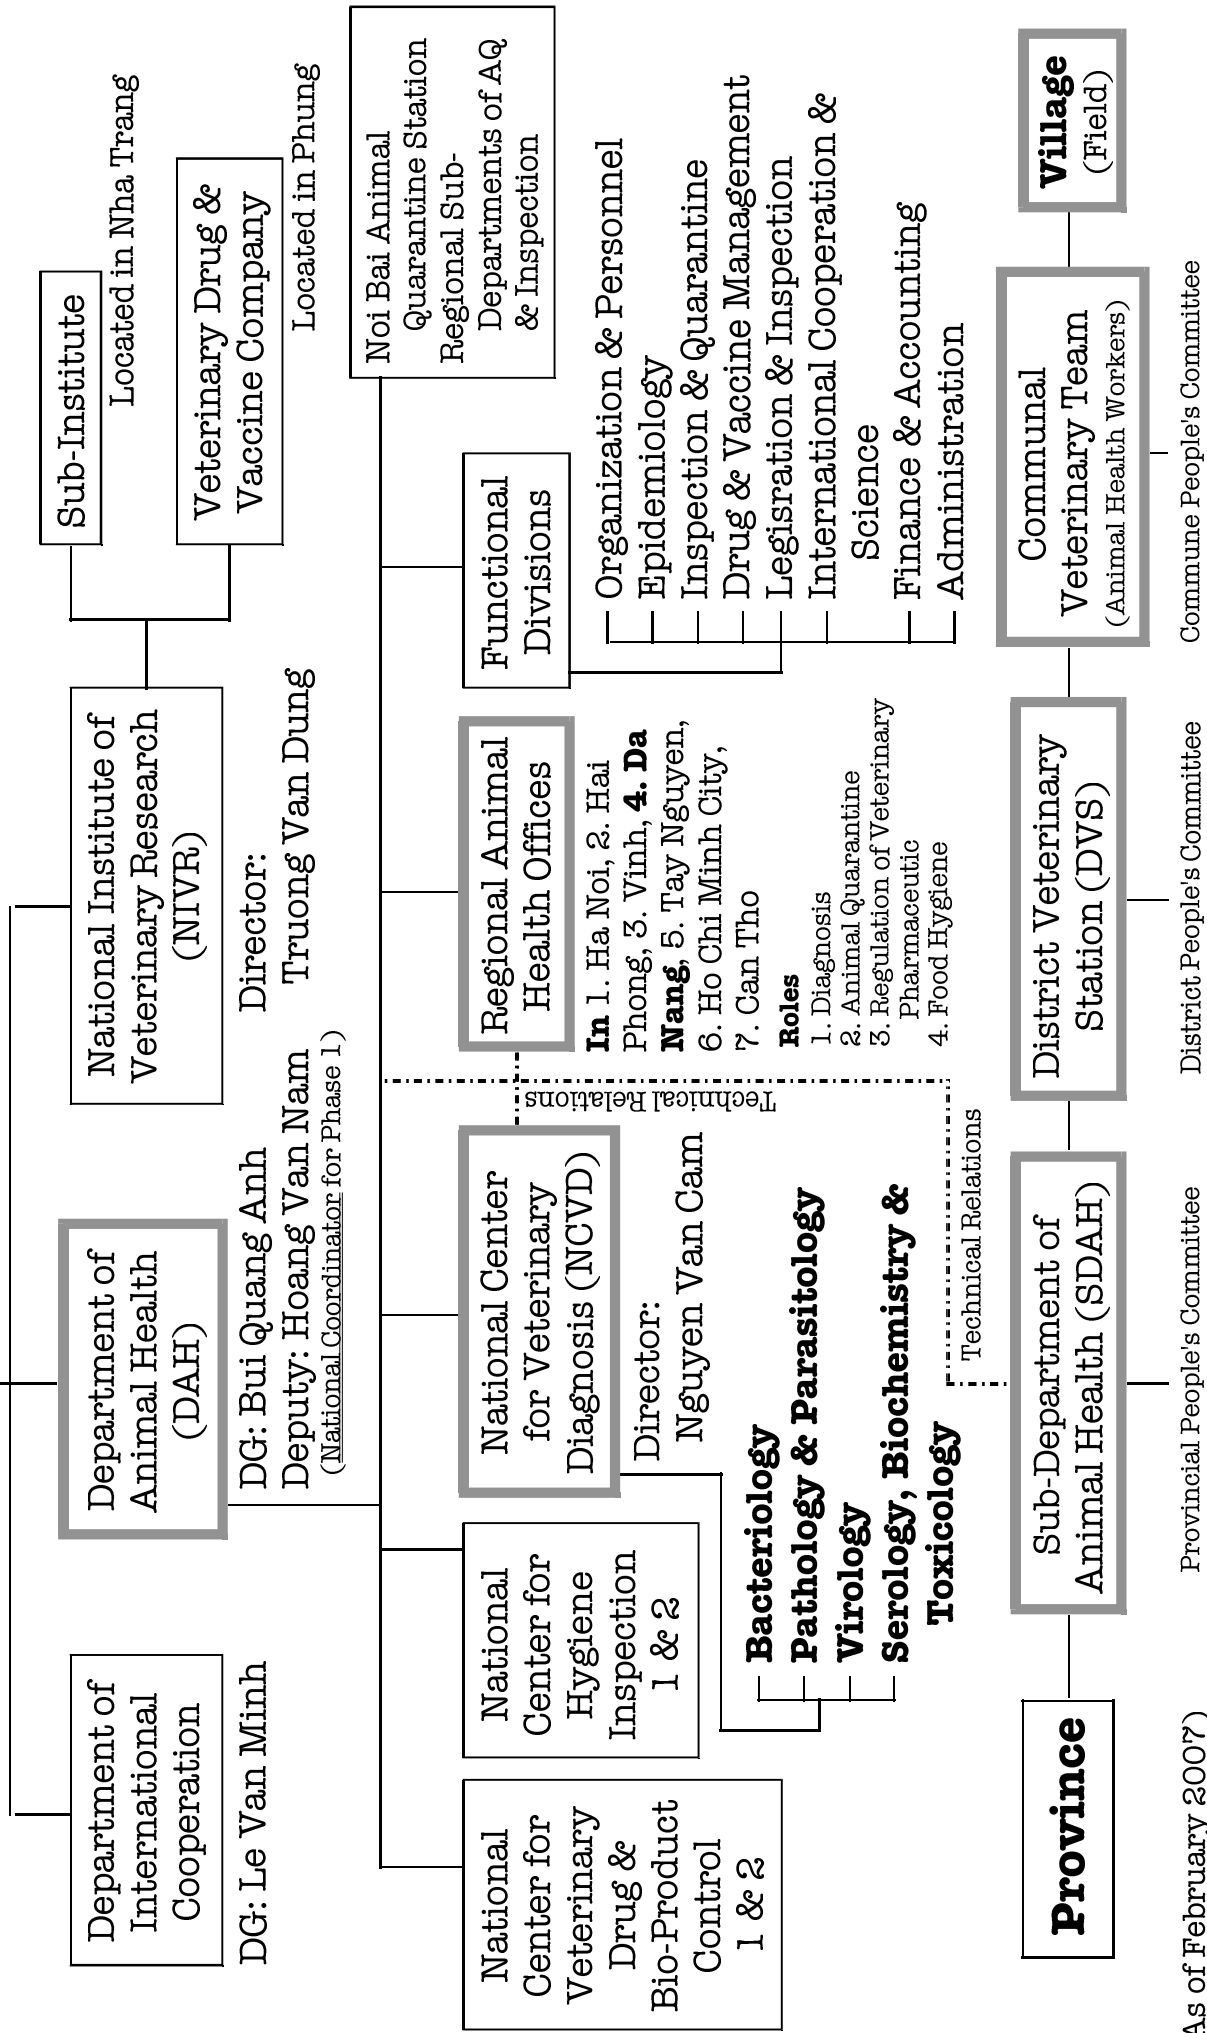 Department of
International
Cooperation
DG: Le Van Minh
Department of
Animal Health
(DAH)
DG: Bui Quang Anh
Deputy: Hoang Van Nam
(National Coordinator for Phase 1)
National Institute of
Veterinary Research
(NIVR)
Director:
Truong Van Dung
Sub-Institute
Located in Nha Trang
Veterinary Drug &
Vaccine Company
Located in Phung
National
Center for
Veterinary
Drug &
Bio-Product
Control
1 & 2
National
Center for
Hygiene
Inspection
1 & 2
National Center
for Veterinary
Diagnosis (NCVD)
Director:
Nguyen Van Cam
Bacteriology
Pathology & Parasitology
Virology
Serology, Biochemistry &
Toxicology
Technical Relations
Regional Animal
Health Offices
In 1. Ha Noi, 2. Hai
Phong, 3. Vinh, 4. Da
Nang, 5. Tay Nguyen,
6. Ho Chi Minh City,
7. Can Tho
Roles
1. Diagnosis
2. Animal Quarantine
3. Regulation of Veterinary
Pharmaceutic
4. Food Hygiene
Functional
Divisions
Organization & Personnel
Epidemiology
Inspection & Quarantine
Drug & Vaccine Management
Legisration & Inspection
International Cooperation &
Science
Finance & Accounting
Administration
Noi Bai Animal
Quarantine Station
Regional Sub-
Departments of AQ
& Inspection
Technical Relations
Province
Sub-Department of
Animal Health (SDAH)
Provincial People's Committee
District Veterinary
Station (DVS)
District People's Committee
Communal
Veterinary Team
(Animal Health Workers)
Commune People's Committee
Village
(Field)
As of February 2007)